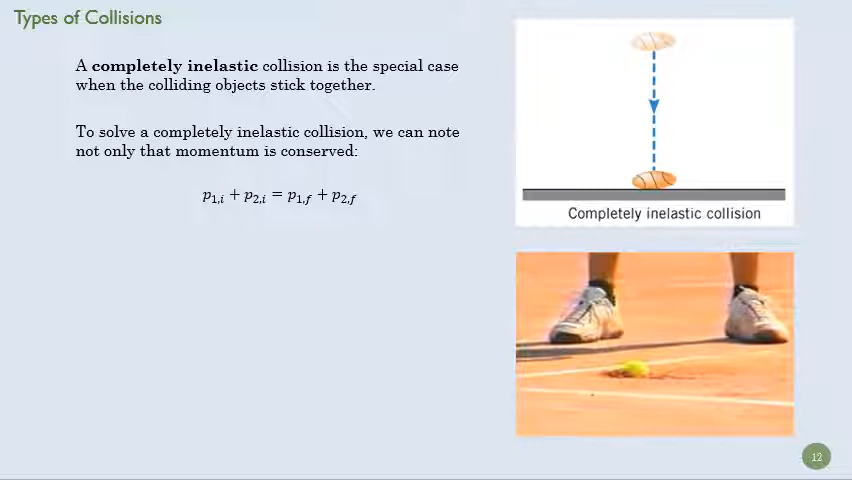 Types of Collisions
A completely inelastic collision is the special case
when the colliding objects stick together.
To solve a completely inelastic collision, we can note
not only that momentum is conserved:
p₁,ᵢ + p₂,ᵢ = p₁,f + p₂,f
Completely inelastic collision
12